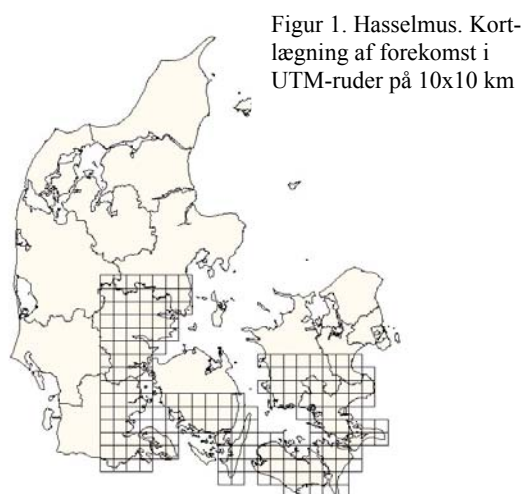 Figur 1. Hasselmus. Kort-
lægning af forekomst i
UTM-ruder på 10x10 km